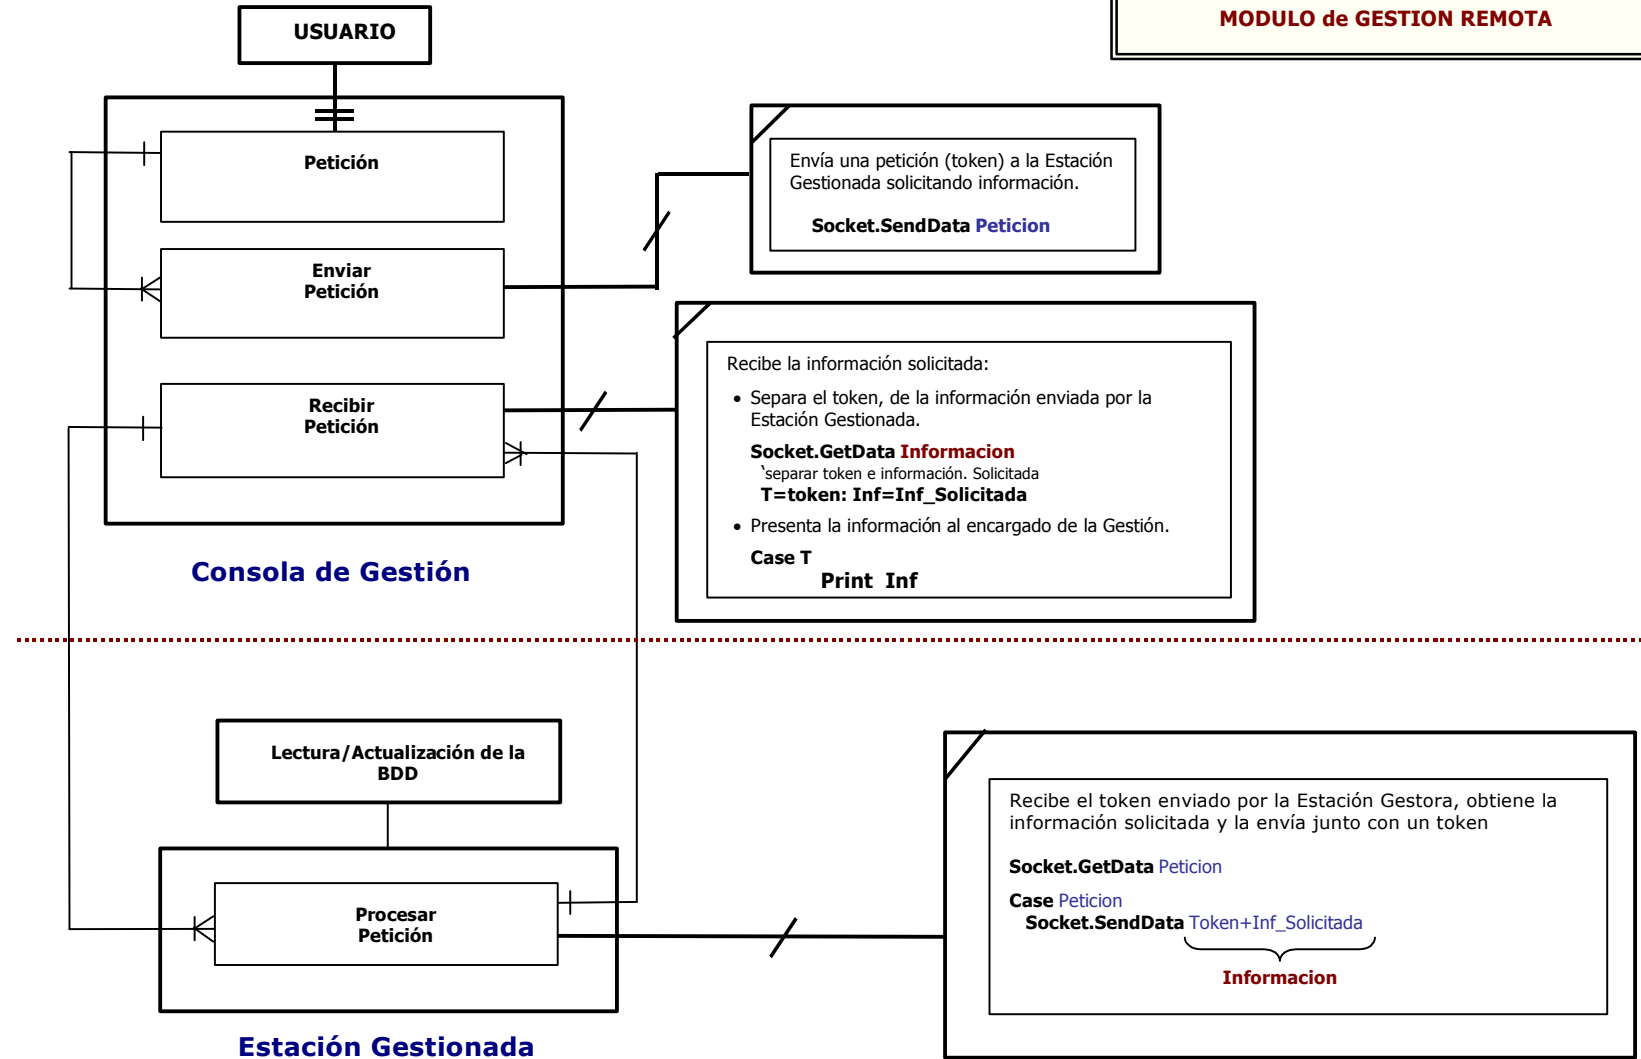 MODULO de GESTION REMOTA
USUARIO
Petición
Enviar
Petición
Recibir
Petición
Consola de Gestión
Envía una petición (token) a la Estación
Gestionada solicitando información.
Socket.SendData Peticion
Recibe la información solicitada:
• Separa el token, de la información enviada por la
Estación Gestionada.
Socket.GetData Informacion
‘separar token e información. Solicitada
T=token: Inf=Inf_Solicitada
• Presenta la información al encargado de la Gestión.
Case T
Print Inf
Lectura/Actualización de la
BDD
Procesar
Petición
Estación Gestionada
Recibe el token enviado por la Estación Gestora, obtiene la
información solicitada y la envía junto con un token
Socket.GetData Peticion
Case Peticion
Socket.SendData Token+Inf_Solicitada
Informacion